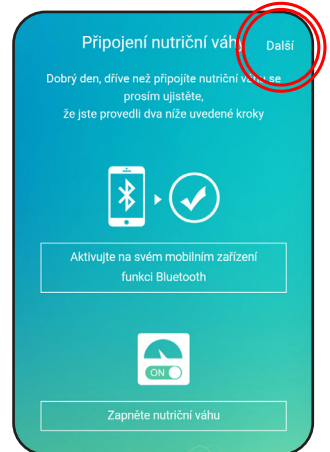 Připojení nutriční váhy
Další
Dobrý den, dříve než připojíte nutriční váhu se
prosím ujistěte,
že jste provedli dva níže uvedené kroky
Aktivujte na svém mobilním zařízení
funkci Bluetooth
ON
Zapněte nutriční váhu